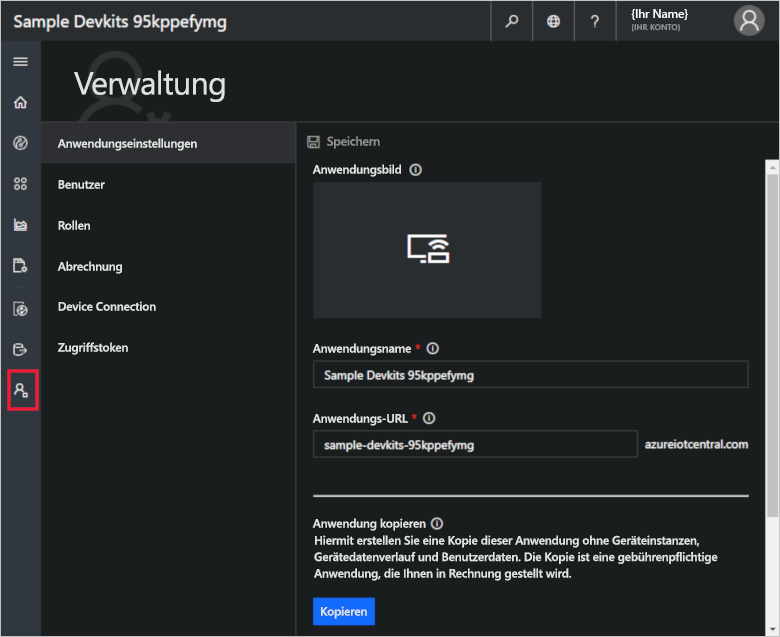 Sample Devkits 95kppefymg
?
{Ihr Name}
(IHR KONTO)
Verwaltung
Anwendungseinstellungen
Benutzer
Rollen
Abrechnung
Device Connection
Zugriffstoken
Speichern
Anwendungsbild
Anwendungsname *
Sample Devkits 95kppefymg
Anwendungs-URL *
sample-devkits-95kppefymg
azureiotcentral.com
Anwendung kopieren
Hiermit erstellen Sie eine Kopie dieser Anwendung ohne Geräteinstanzen,
Gerätedatenverlauf und Benutzerdaten. Die Kopie ist eine gebührenpflichtige
Anwendung, die Ihnen in Rechnung gestellt wird.
Kopieren